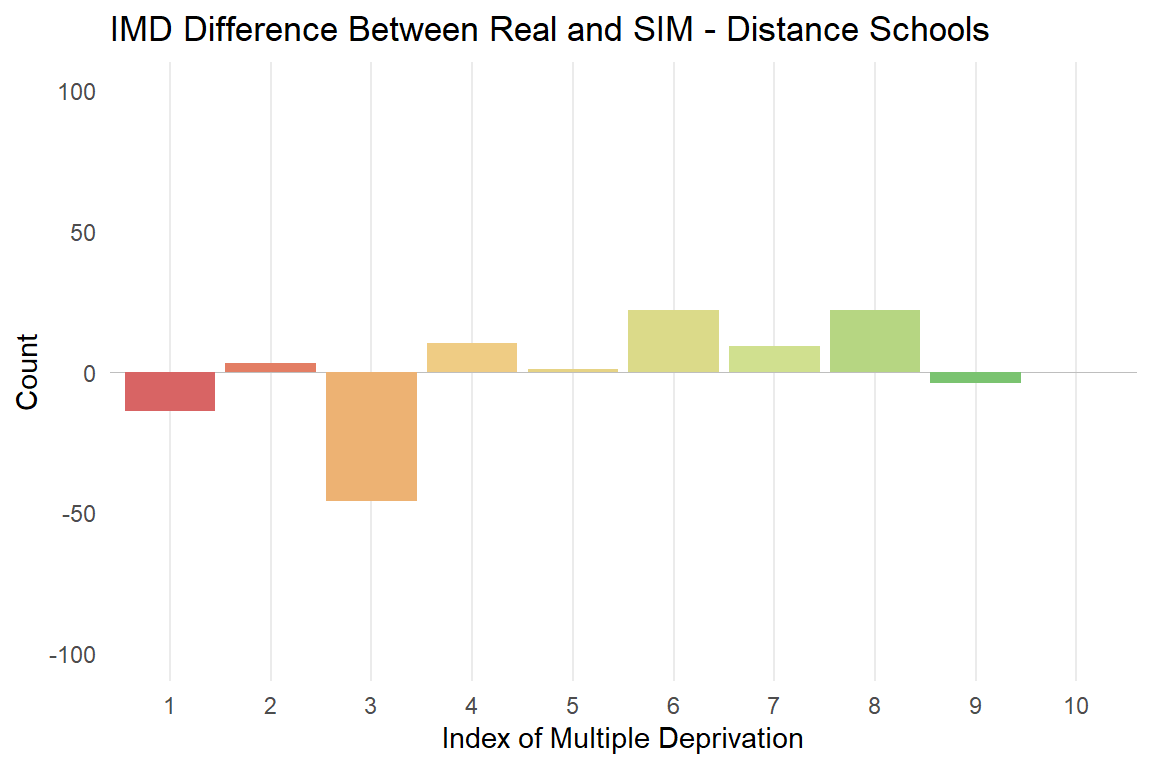 IMD Difference Between Real and SIM - Distance Schools
100
50
0
-50
-100
Count
1 2 3 4 5 6 7 8 9 10
Index of Multiple Deprivation